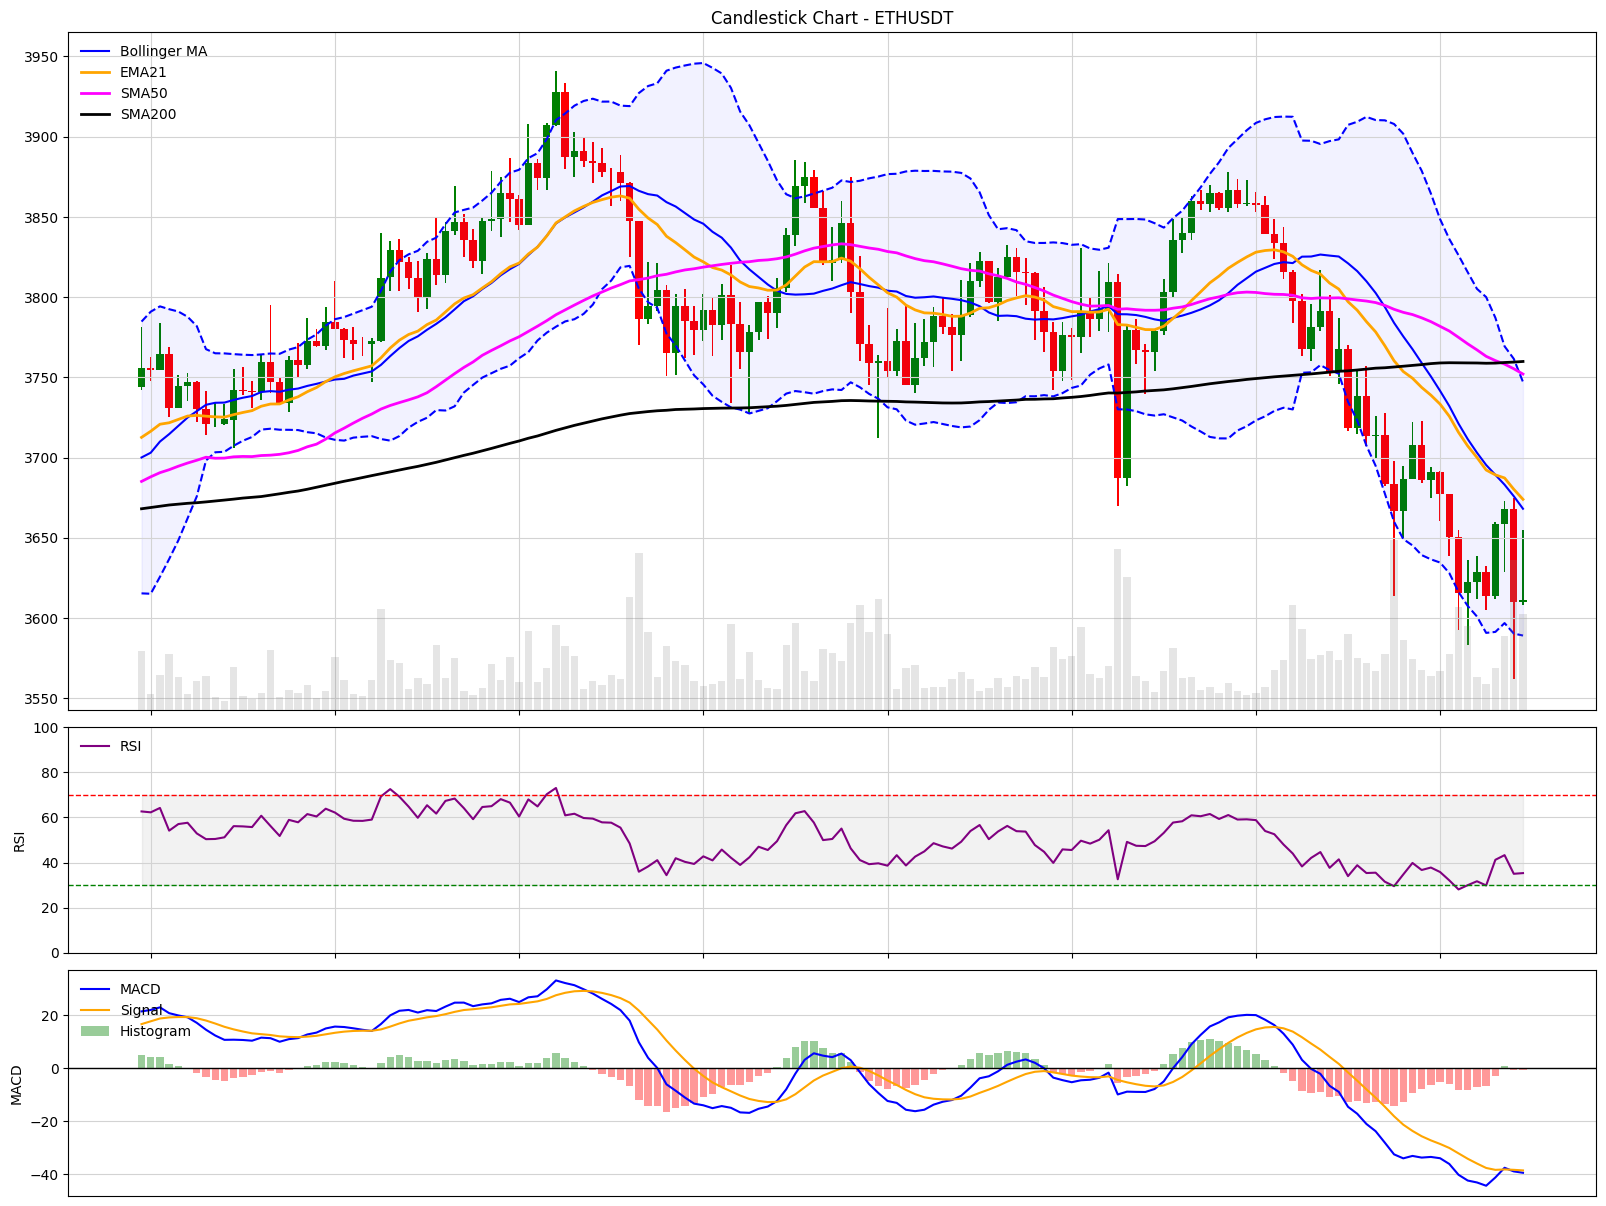 Candlestick Chart - ETHUSDT
Bollinger MA
EMA21
SMA50
SMA200
3950
3900
3850
3800
3750
3700
3650
3600
3550
RSI
100
80
60
40
20
0
RSI
MACD
Signal
Histogram
20
0
−20
−40
MACD